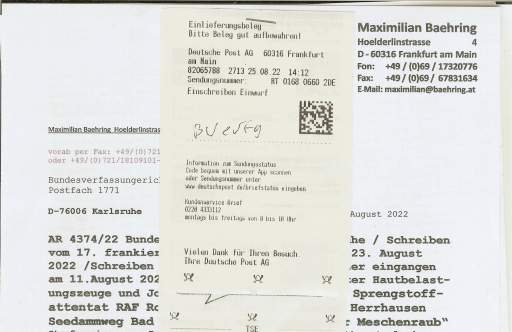 Einlieferungsbeleg
Bitte Beleg gut aufbewahren!
Deutsche Post AG 60316 Frankfurt
am Main
82065788 2713 25.08.22 14:12
Sendungsnummer: RT 0168 0660 2DE
Einschreiben Einwurf
BVerfG
Information zum Sendungsstatus
Code bequem mit unserer App scannen
oder Sendungsnummer unter
www.deutschepost.de/briefstatus eingeben
Kundenservice Brief
0228 4333112
montags bis freitags von 8 bis 18 Uhr
Vielen Dank für Ihren Besuch.
Ihre Deutsche Post AG
TSE
Maximilian Baehring
Hoelderlinstrasse 4
D - 60316 Frankfurt am Main
Fon: +49 / (0)69 / 17320776
Fax: +49 / (0)69 / 67831634
E-Mail: maximilian@baehring.at
Maximilian Baehring Hoelderlinstras
vorab per Fax: +49/(0)721
oder +49/(0)721/18109101-
Bundesverfassungeric
Postfach 1771
D-76006 Karlsruhe
August 2022
AR 4374/22 Bunde he / Schreiben
vom 17. frankier 23. August
2022 /Schreiben er eingangen
am 11.August 202 ter Hautbelast-
ungszeuge und Jo Sprengstoff-
attentat RAF Ro Herrhausen
Seedammweg Bad r Meschenraub"